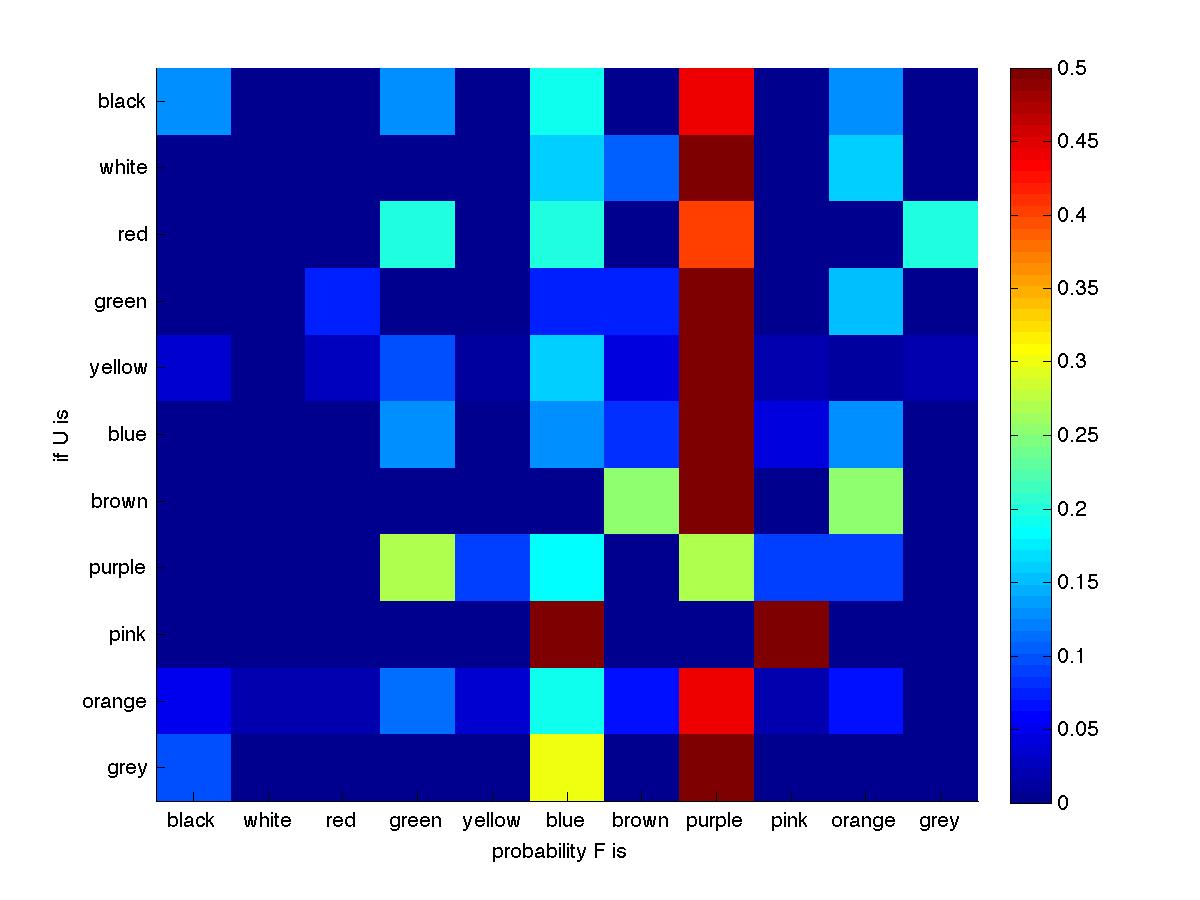 black
white
red
green
yellow
blue
brown
purple
pink
orange
grey
if U is
black white red green yellow blue brown purple pink orange grey
probability F is
0.5
0.45
0.4
0.35
0.3
0.25
0.2
0.15
0.1
0.05
0